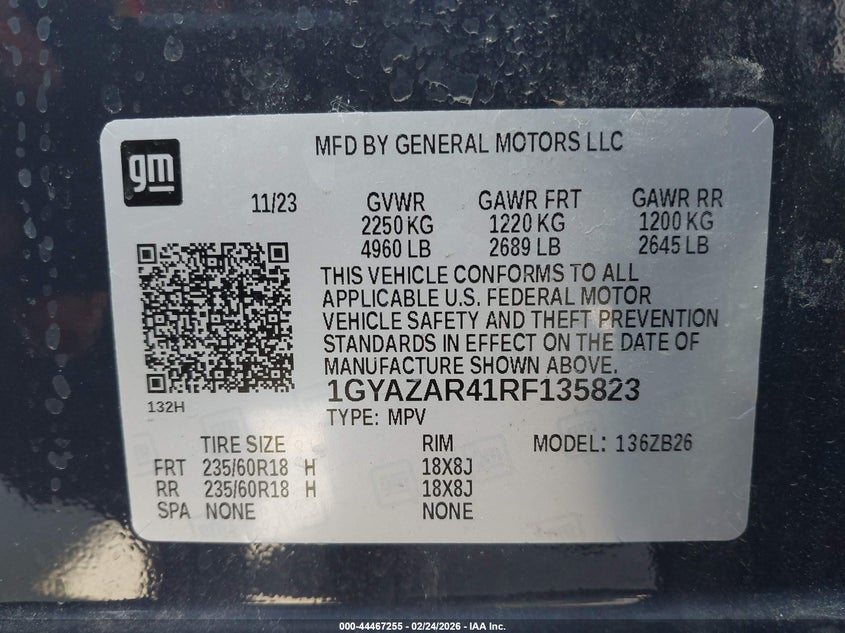 gm
MFD BY GENERAL MOTORS LLC
11/23 GVWR GAWR FRT GAWR RR
2250 KG 1220 KG 1200 KG
4960 LB 2689 LB 2645 LB
THIS VEHICLE CONFORMS TO ALL
APPLICABLE U.S. FEDERAL MOTOR
VEHICLE SAFETY AND THEFT PREVENTION
STANDARDS IN EFFECT ON THE DATE OF
MANUFACTURE SHOWN ABOVE.
1GYAZAR41RF135823
132H
TYPE: MPV
TIRE SIZE RIM MODEL: 136ZB26
FRT 235/60R18 H 18X8J
RR 235/60R18 H 18X8J
SPA NONE NONE
000-44467255 - 02/24/2026 - IAA Inc.